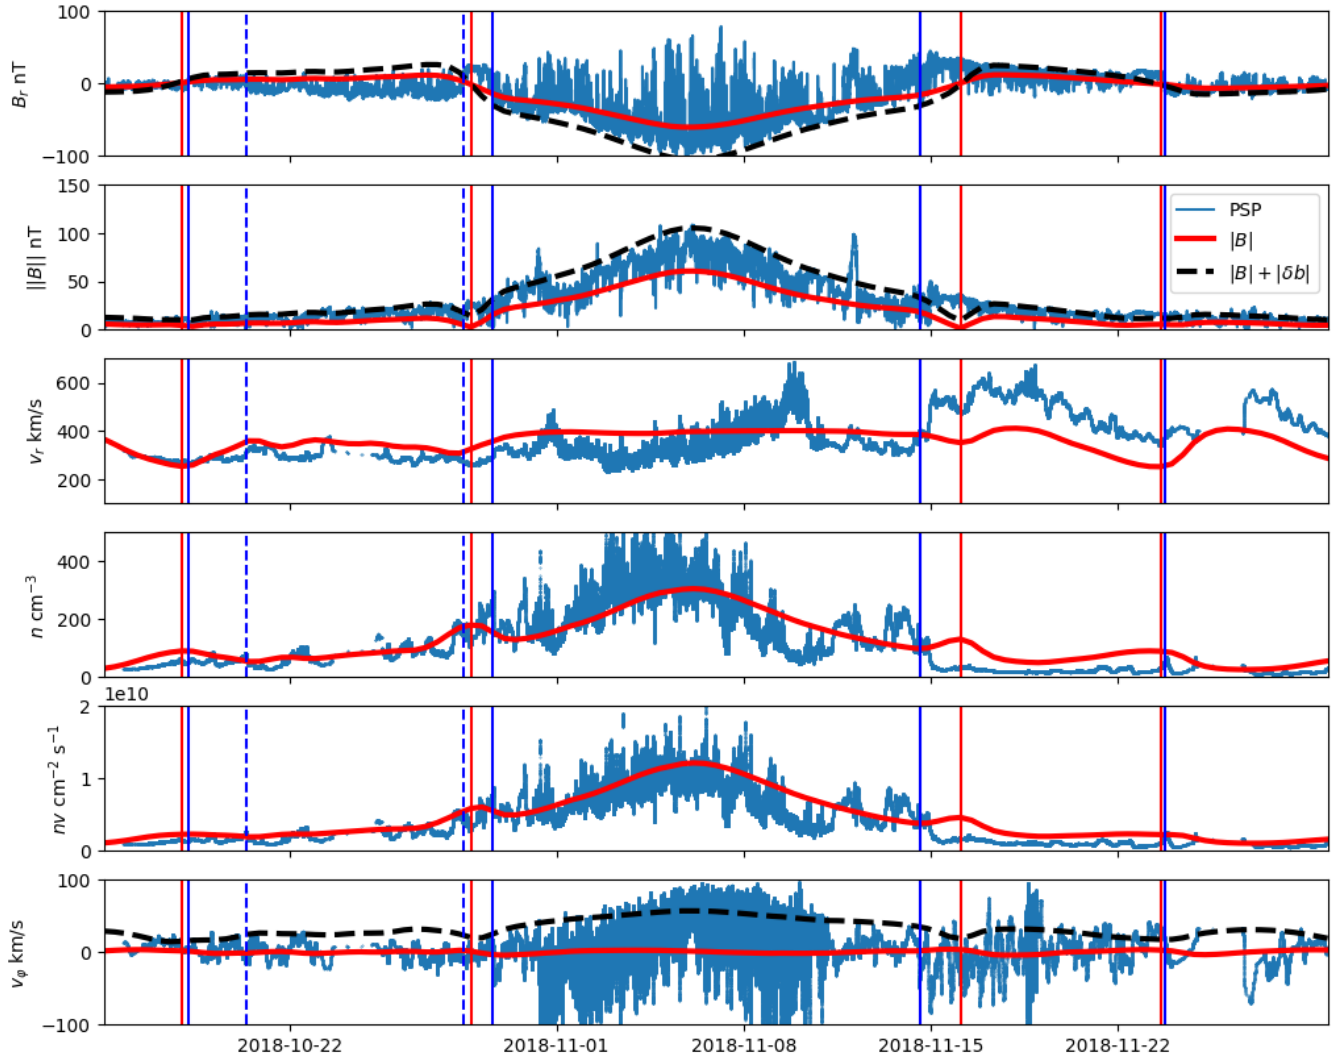 100
0
−100
B_r nT
150
100
50
0
||B|| nT
PSP
|B|
|B| + |δb|
600
400
200
v_r km/s
400
200
0
n cm⁻³
1e10
2
1
0
nv cm⁻² s⁻¹
100
0
−100
v_φ km/s
2018-10-22
2018-11-01
2018-11-08
2018-11-15
2018-11-22